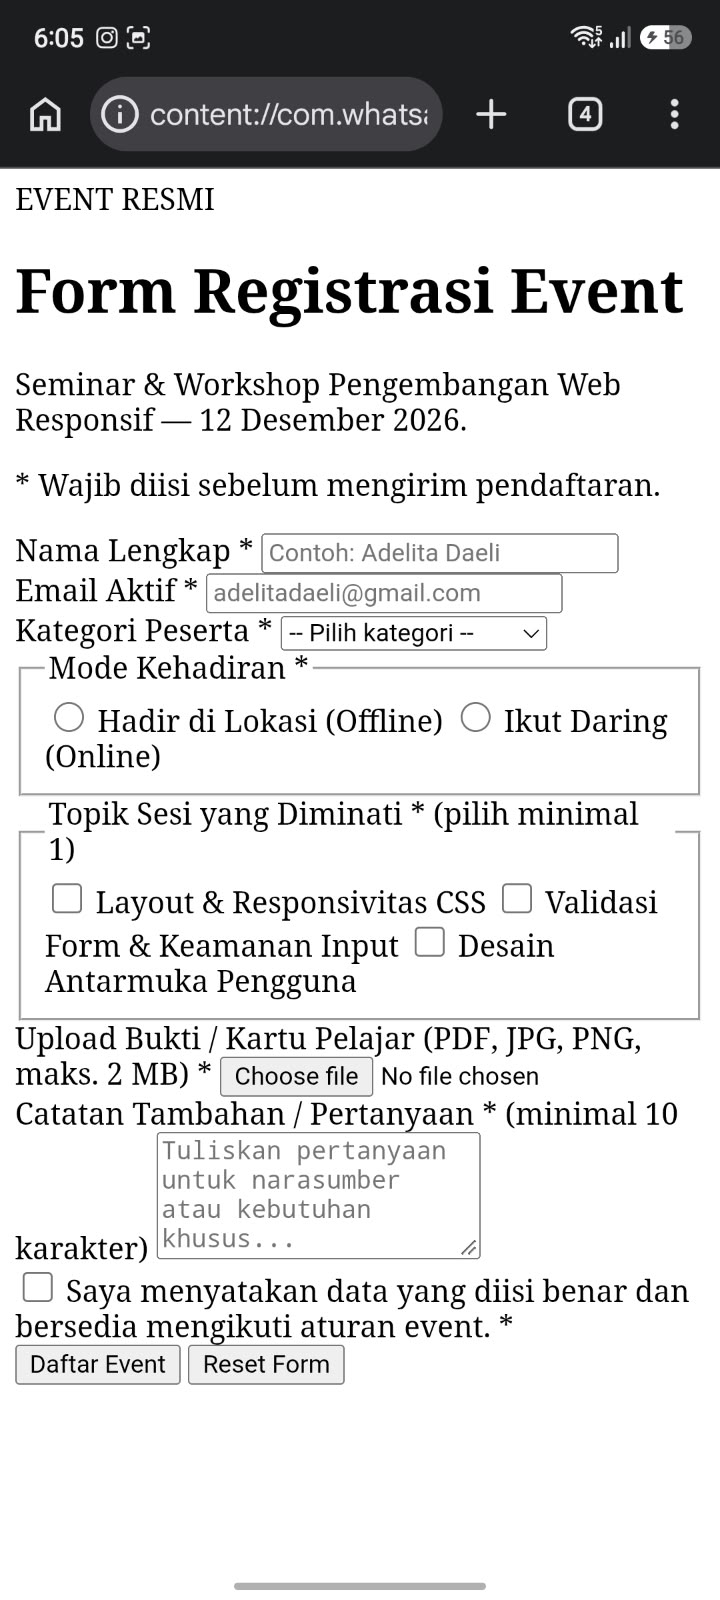 6:05
5
56
content://com.whatsa
4
EVENT RESMI
Form Registrasi Event
Seminar & Workshop Pengembangan Web
Responsif — 12 Desember 2026.
* Wajib diisi sebelum mengirim pendaftaran.
Nama Lengkap * Contoh: Adelita Daeli
Email Aktif * adelitadaeli@gmail.com
Kategori Peserta * -- Pilih kategori --
Mode Kehadiran *
Hadir di Lokasi (Offline) Ikut Daring
(Online)
Topik Sesi yang Diminati * (pilih minimal
1)
Layout & Responsivitas CSS Validasi
Form & Keamanan Input Desain
Antarmuka Pengguna
Upload Bukti / Kartu Pelajar (PDF, JPG, PNG,
maks. 2 MB) * Choose file No file chosen
Catatan Tambahan / Pertanyaan * (minimal 10
karakter) Tuliskan pertanyaan
untuk narasumber
atau kebutuhan
khusus...
Saya menyatakan data yang diisi benar dan
bersedia mengikuti aturan event. *
Daftar Event Reset Form